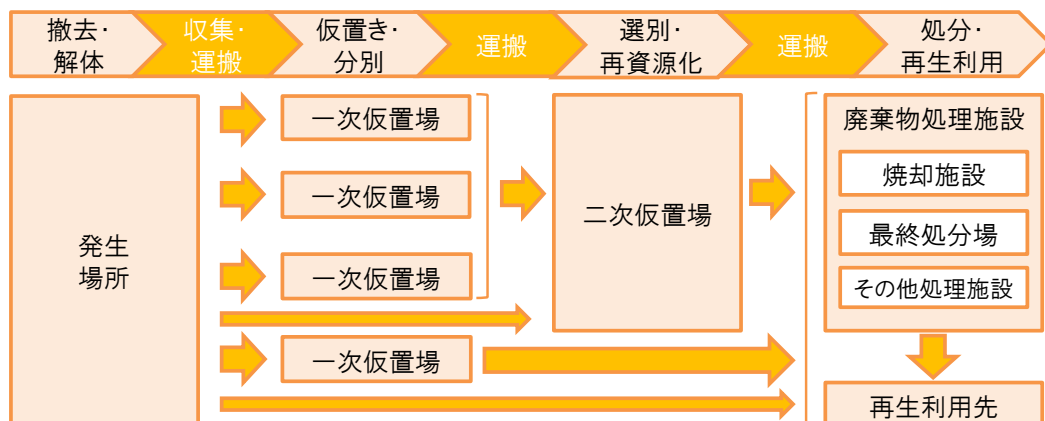 撤去・
解体
収集・
運搬
仮置き・
分別
運搬
選別・
再資源化
運搬
処分・
再生利用
発生
場所
一次仮置場
一次仮置場
一次仮置場
一次仮置場
二次仮置場
廃棄物処理施設
焼却施設
最終処分場
その他処理施設
再生利用先